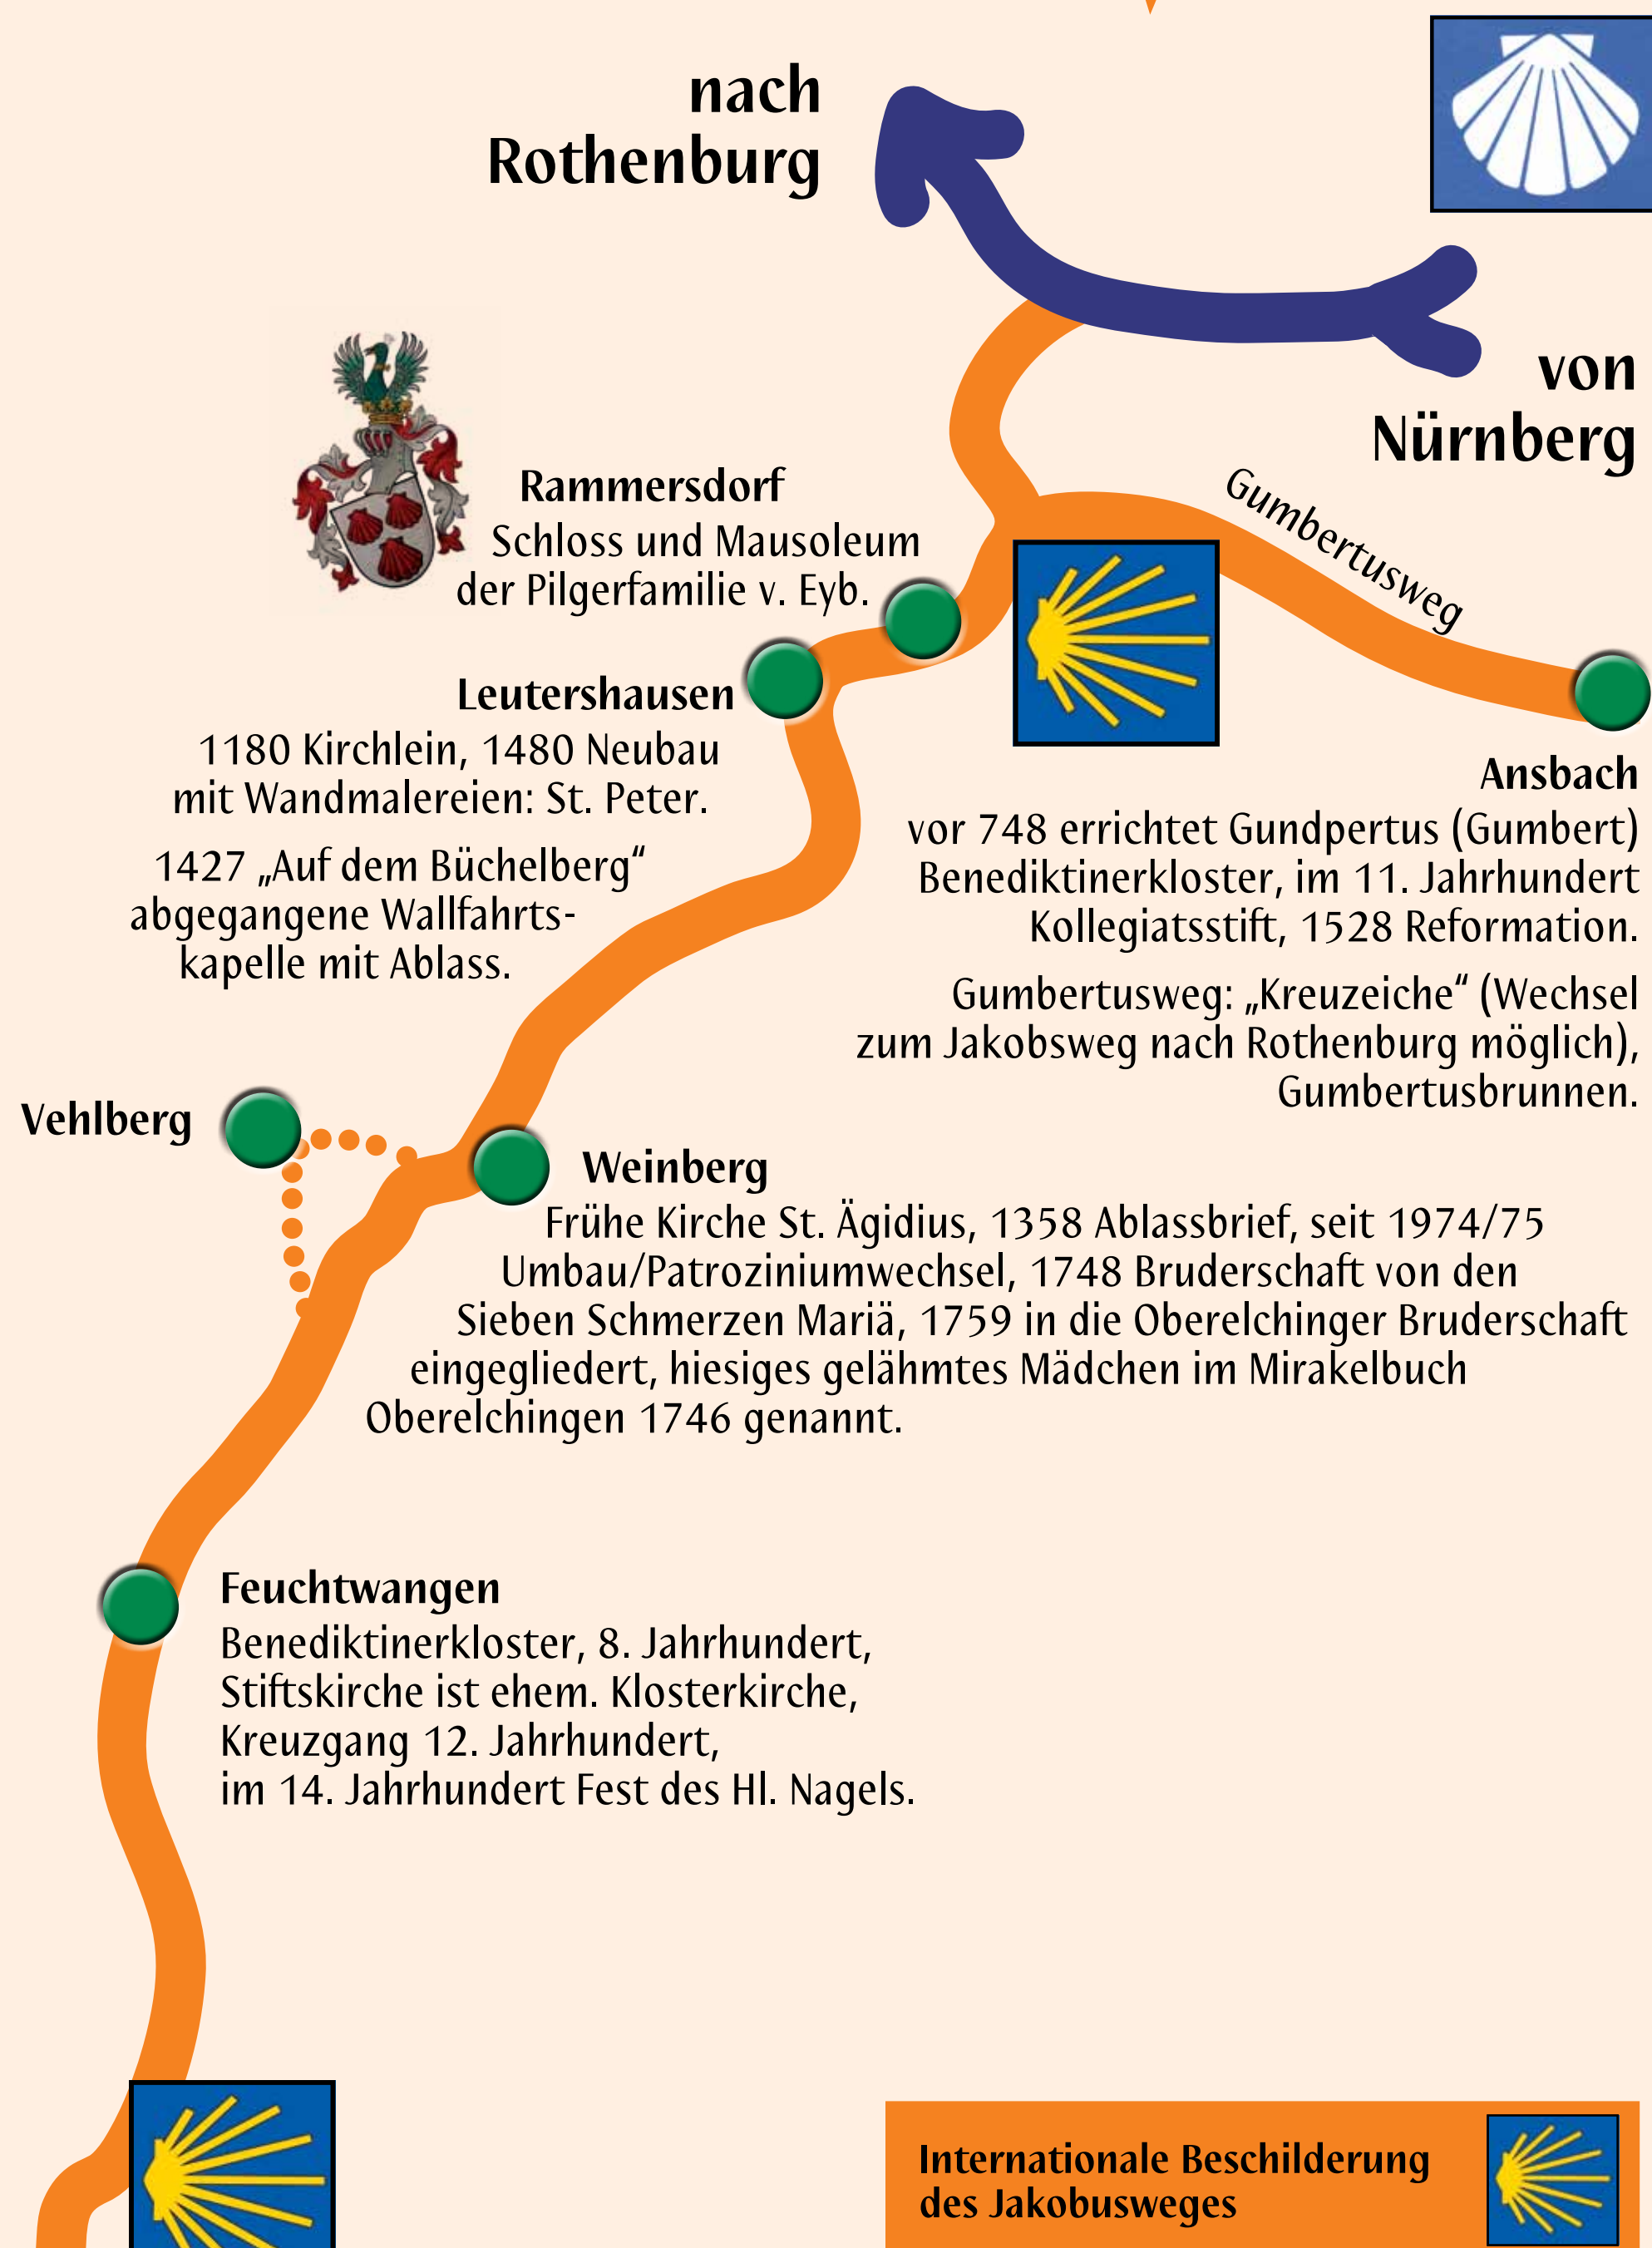 nach
Rothenburg
von
Nürnberg
Gumbertusweg
Rammersdorf
Schloss und Mausoleum
der Pilgerfamilie v. Eyb.
Leutershausen
1180 Kirchlein, 1480 Neubau
mit Wandmalereien: St. Peter.
1427 „Auf dem Büchelberg“
abgegangene Wallfahrts-
kapelle mit Ablass.
Ansbach
vor 748 errichtet Gundpertus (Gumbert)
Benediktinerkloster, im 11. Jahrhundert
Kollegiatsstift, 1528 Reformation.
Gumbertusweg: „Kreuzeiche“ (Wechsel
zum Jakobsweg nach Rothenburg möglich),
Gumbertusbrunnen.
Vehlberg
Weinberg
Frühe Kirche St. Ägidius, 1358 Ablassbrief, seit 1974/75
Umbau/Patroziniumwechsel, 1748 Bruderschaft von den
Sieben Schmerzen Mariä, 1759 in die Oberelchinger Bruderschaft
eingegliedert, hiesiges gelähmtes Mädchen im Mirakelbuch
Oberelchingen 1746 genannt.
Feuchtwangen
Benediktinerkloster, 8. Jahrhundert,
Stiftskirche ist ehem. Klosterkirche,
Kreuzgang 12. Jahrhundert,
im 14. Jahrhundert Fest des Hl. Nagels.
Internationale Beschilderung
des Jakobusweges